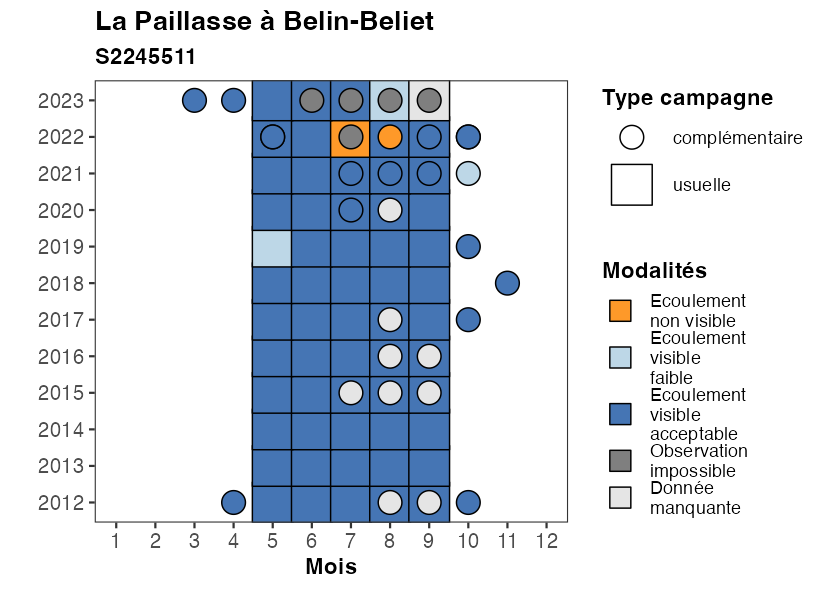 La Paillasse à Belin-Beliet
S2245511
2023
2022
2021
2020
2019
2018
2017
2016
2015
2014
2013
2012
1 2 3 4 5 6 7 8 9 10 11 12
Mois
Type campagne
complémentaire
usuelle
Modalités
Ecoulement
non visible
Ecoulement
visible
faible
Ecoulement
visible
acceptable
Observation
impossible
Donnée
manquante